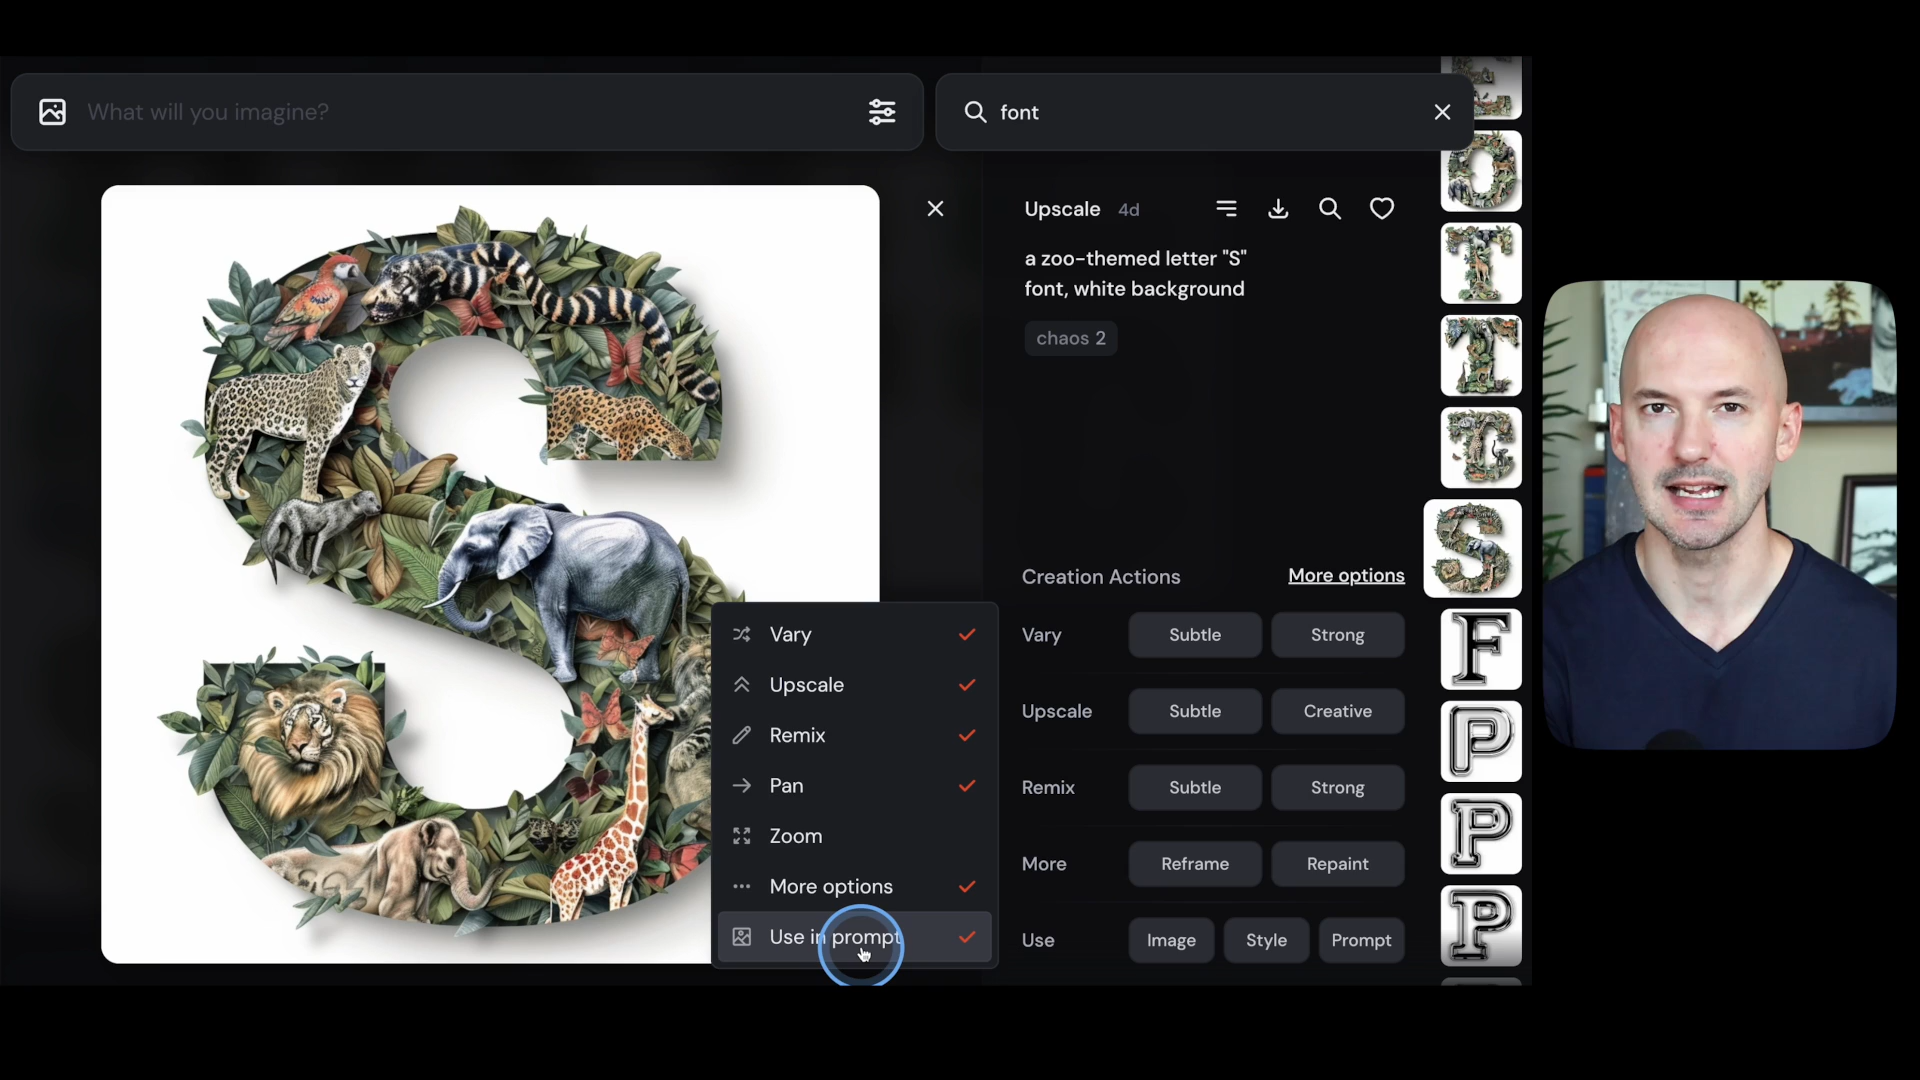 What will you imagine?
font
Upscale 4d
a zoo-themed letter "S"
font, white background
chaos 2
Creation Actions More options
Vary Subtle Strong
Upscale Subtle Creative
Remix Subtle Strong
More Reframe Repaint
Use Image Style Prompt
Vary
Upscale
Remix
Pan
Zoom
More options
Use in prompt
S
O
T
I
C
S
F
P
P
P